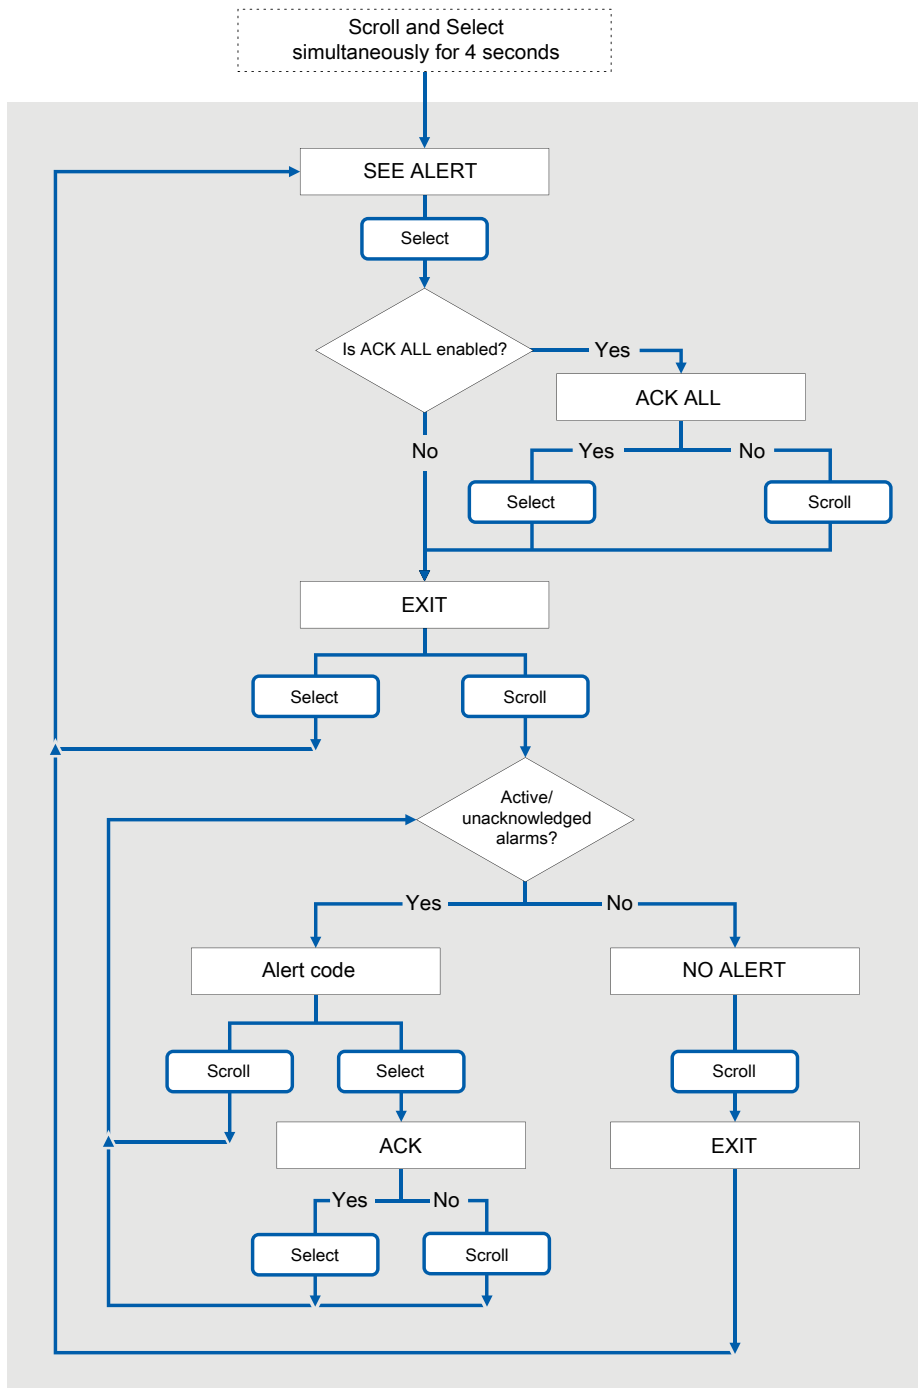 Scroll and Select
simultaneously for 4 seconds
SEE ALERT
Select
Is ACK ALL enabled?
Yes
ACK ALL
No
Yes
No
Select
Scroll
EXIT
Select
Scroll
Active/
unacknowledged
alarms?
Yes
No
Alert code
NO ALERT
Scroll
Select
Scroll
ACK
EXIT
Yes
No
Select
Scroll